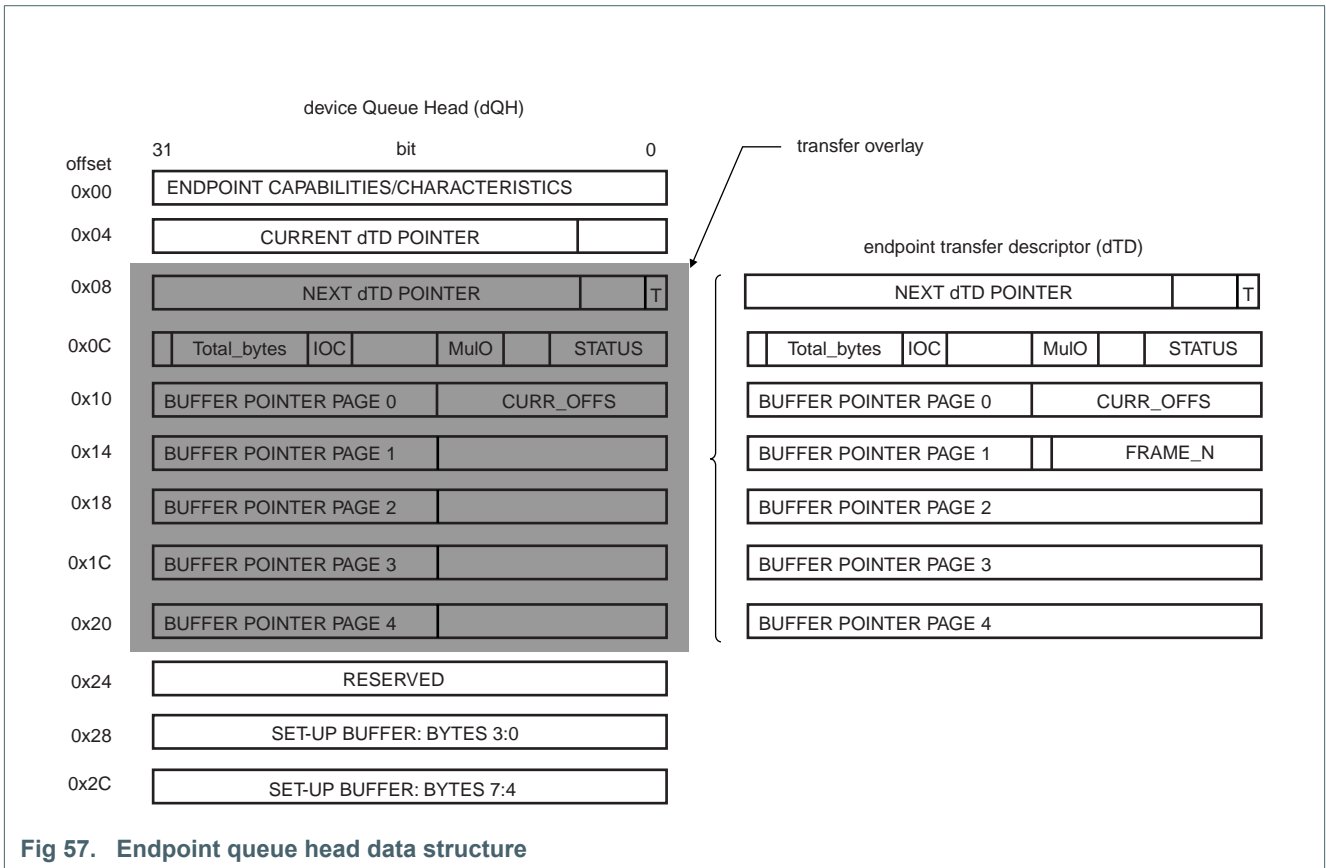 device Queue Head (dQH)
transfer overlay
31 bit 0
offset
0x00 ENDPOINT CAPABILITIES/CHARACTERISTICS
0x04 CURRENT dTD POINTER
endpoint transfer descriptor (dTD)
0x08 NEXT dTD POINTER T NEXT dTD POINTER T
0x0C Total_bytes IOC MulO STATUS Total_bytes IOC MulO STATUS
0x10 BUFFER POINTER PAGE 0 CURR_OFFS BUFFER POINTER PAGE 0 CURR_OFFS
0x14 BUFFER POINTER PAGE 1 BUFFER POINTER PAGE 1 FRAME_N
0x18 BUFFER POINTER PAGE 2 BUFFER POINTER PAGE 2
0x1C BUFFER POINTER PAGE 3 BUFFER POINTER PAGE 3
0x20 BUFFER POINTER PAGE 4 BUFFER POINTER PAGE 4
0x24 RESERVED
0x28 SET-UP BUFFER: BYTES 3:0
0x2C SET-UP BUFFER: BYTES 7:4
Fig 57. Endpoint queue head data structure